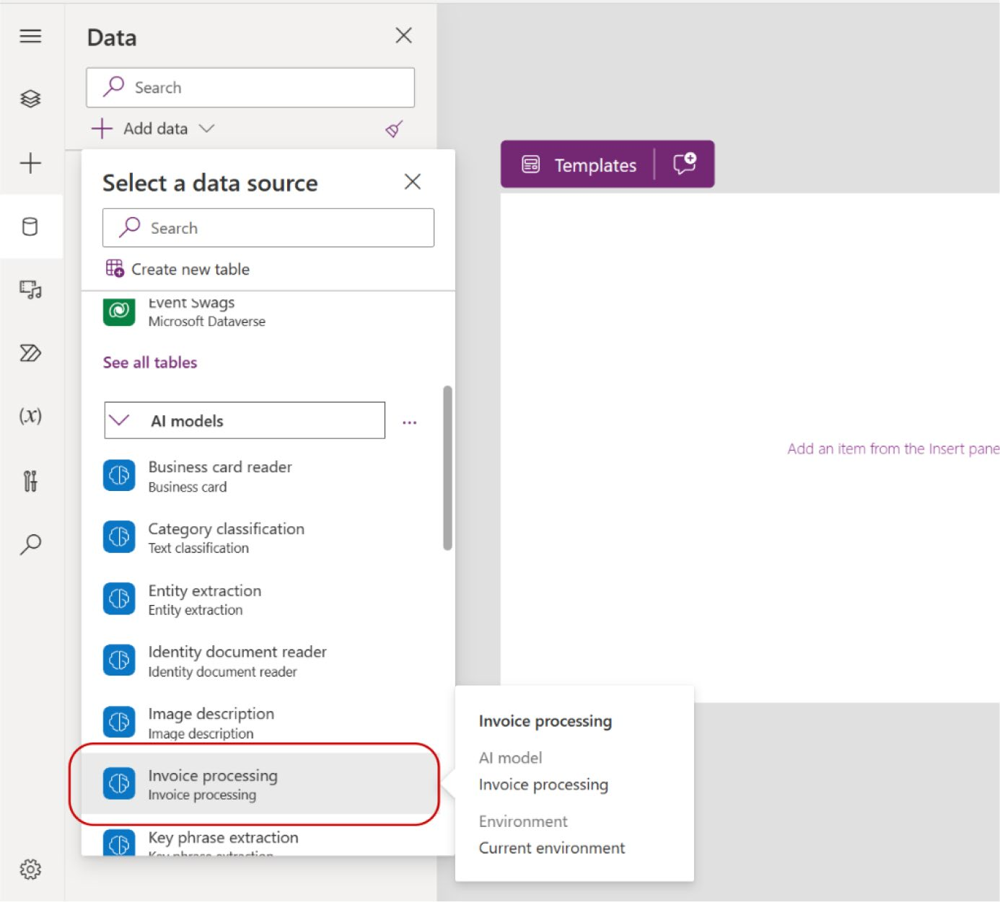 Data
Search
Add data
Select a data source
Search
Create new table
Event Swags
Microsoft Dataverse
See all tables
AI models
...
Business card reader
Business card
Category classification
Text classification
Entity extraction
Entity extraction
Identity document reader
Identity document reader
Image description
Image description
Invoice processing
Invoice processing
Key phrase extraction
Key phrase extraction
(x)
Templates
Add an item from the Insert pane
Invoice processing
AI model
Invoice processing
Environment
Current environment